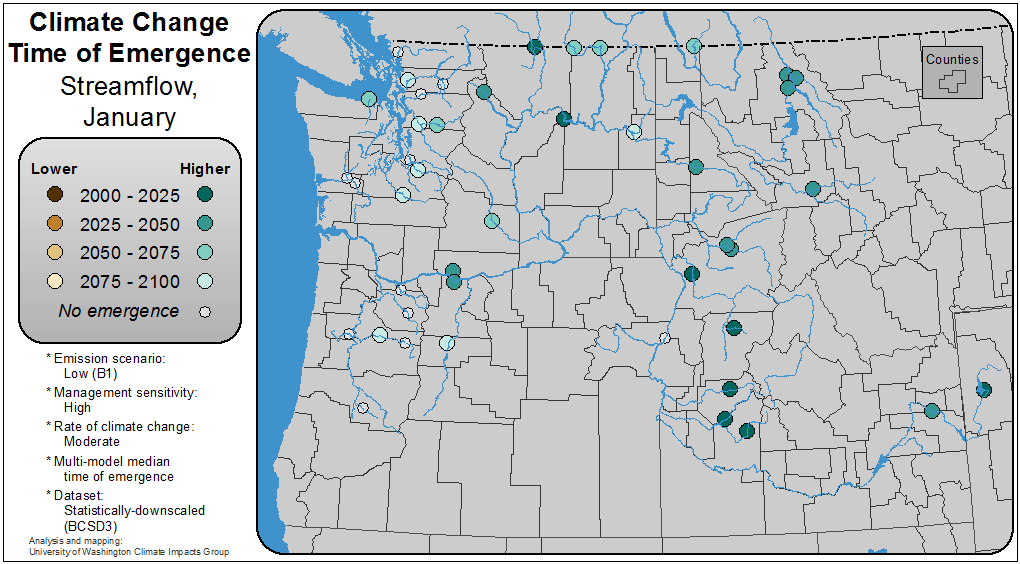 Climate Change
Time of Emergence
Streamflow,
January
Lower Higher
2000 - 2025
2025 - 2050
2050 - 2075
2075 - 2100
No emergence
* Emission scenario:
Low (B1)
* Management sensitivity:
High
* Rate of climate change:
Moderate
* Multi-model median
time of emergence
* Dataset:
Statistically-downscaled
(BCSD3)
Analysis and mapping:
University of Washington Climate Impacts Group
Counties